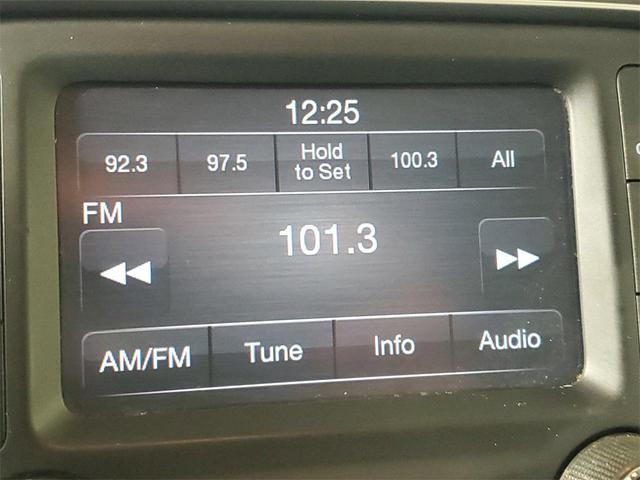 12:25
92.3 97.5 Hold to Set 100.3 All
FM
101.3
AM/FM Tune Info Audio